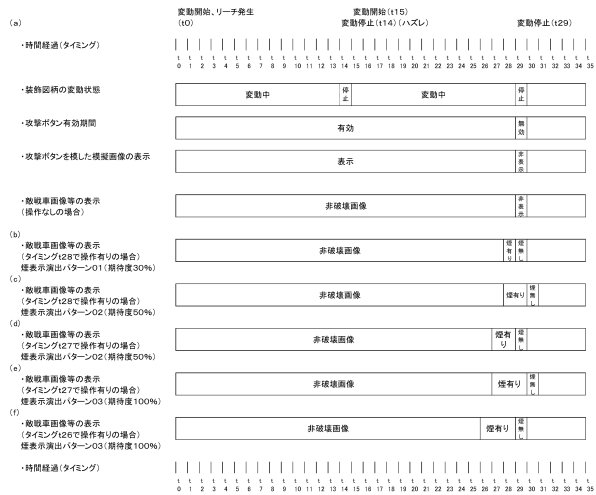 変動開始、リーチ発生
(t0)
変動開始(t15)
変動停止(t14)(ハズレ)
変動停止(t29)
(a)
・時間経過(タイミング)
t t t t t t t t t t t t t t t t t t t t t t t t t t t t t t t t t t t t
0 1 2 3 4 5 6 7 8 9 10 11 12 13 14 15 16 17 18 19 20 21 22 23 24 25 26 27 28 29 30 31 32 33 34 35
・装飾図柄の変動状態
変動中
停止
変動中
停止
・攻撃ボタン有効期間
有効
無効
・攻撃ボタンを模した模擬画像の表示
表示
非表示
・敵戦車画像等の表示
(操作なしの場合)
非破壊画像
非表示
(b)
・敵戦車画像等の表示
(タイミングt28で操作有りの場合)
煙表示演出パターン01(期待度30%)
非破壊画像
煙有り
煙無し
(c)
・敵戦車画像等の表示
(タイミングt28で操作有りの場合)
煙表示演出パターン02(期待度50%)
非破壊画像
煙有り
煙無し
(d)
・敵戦車画像等の表示
(タイミングt27で操作有りの場合)
煙表示演出パターン02(期待度50%)
非破壊画像
煙有り
煙無し
(e)
・敵戦車画像等の表示
(タイミングt27で操作有りの場合)
煙表示演出パターン03(期待度100%)
非破壊画像
煙有り
煙無し
(f)
・敵戦車画像等の表示
(タイミングt26で操作有りの場合)
煙表示演出パターン03(期待度100%)
非破壊画像
煙有り
煙無し
・時間経過(タイミング)
t t t t t t t t t t t t t t t t t t t t t t t t t t t t t t t t t t t t
0 1 2 3 4 5 6 7 8 9 10 11 12 13 14 15 16 17 18 19 20 21 22 23 24 25 26 27 28 29 30 31 32 33 34 35